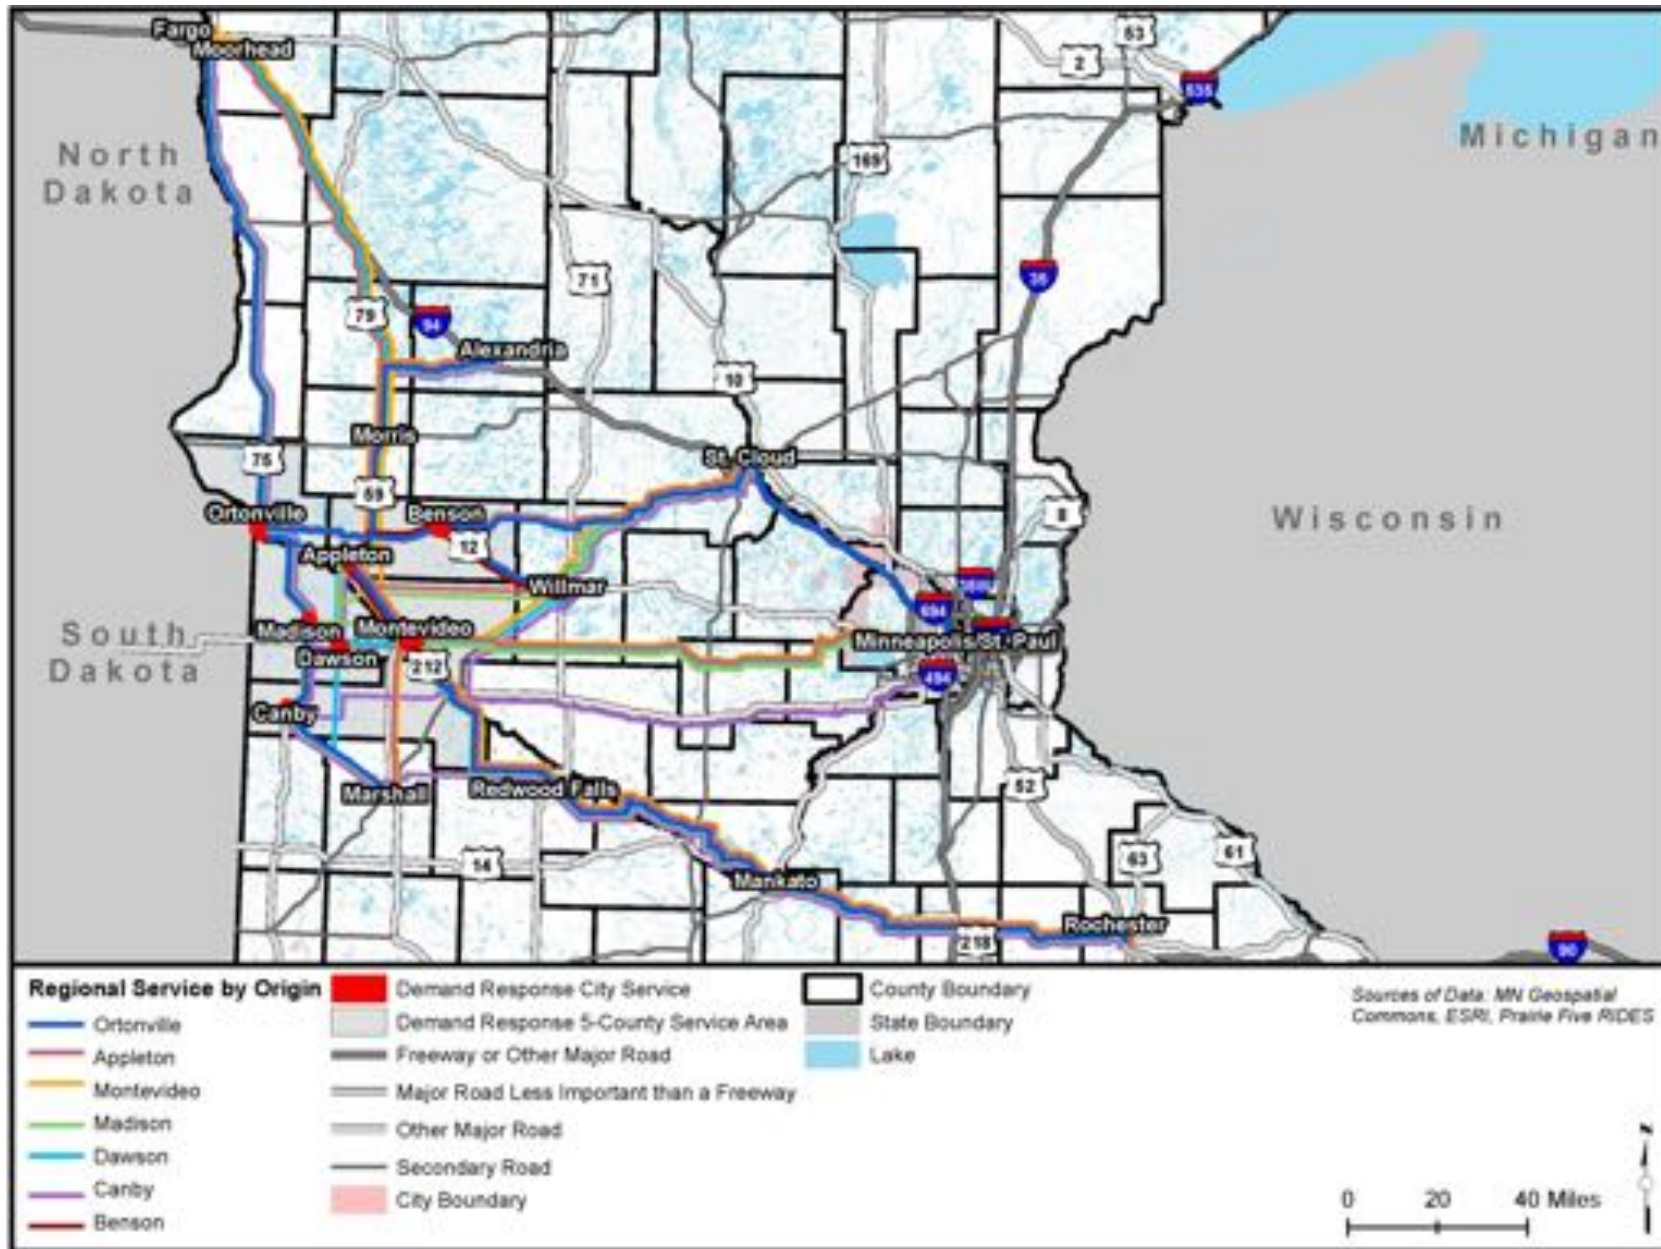 Fargo
Moorhead
53
2
535
North
Dakota
Michigan
169
71
35
79
94
Alexandria
10
Morris
75
St. Cloud
59
Ortonville
Benson
8
Wisconsin
12
Appleton
Willmar
694
South
Dakota
Madison
Montevideo
Minneapolis/St. Paul
Dawson
212
494
Canby
52
Marshall
Redwood Falls
14
63
61
Mankato
Rochester
218
90
Regional Service by Origin
Ortonville
Appleton
Montevideo
Madison
Dawson
Canby
Benson
Demand Response City Service
Demand Response 5-County Service Area
Freeway or Other Major Road
Major Road Less Important than a Freeway
Other Major Road
Secondary Road
City Boundary
County Boundary
State Boundary
Lake
Sources of Data: MN Geospatial
Commons, ESRI, Prairie Five RIDES
0 20 40 Miles